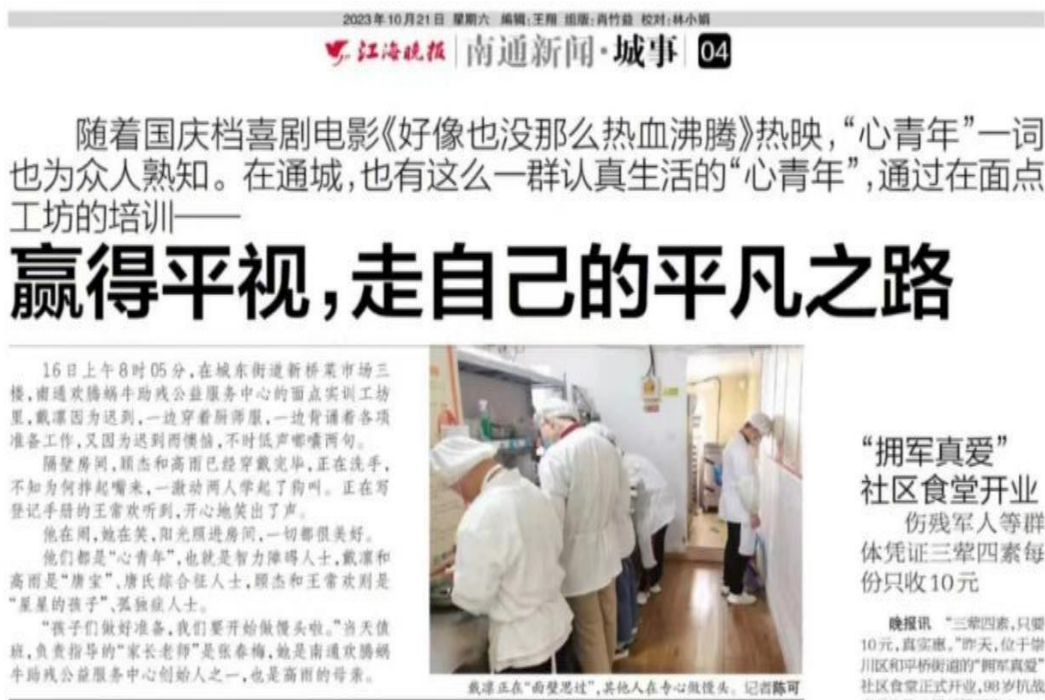 2023年10月21日 星期六 编辑:王翔 组版:肖竹益 校对:林小娟
江海晚报 南通新闻·城事 04
随着国庆档喜剧电影《好像也没那么热血沸腾》热映，“心青年”一词
也为众人熟知。在通城，也有这么一群认真生活的“心青年”，通过在面点
工坊的培训——
赢得平视，走自己的平凡之路
16日上午8时05分，在城东街道新桥菜市场三
楼，南通欢腾蜗牛助残公益服务中心的面点实训工坊
里，戴凛因为迟到，一边穿着厨师服，一边背诵着各项
准备工作，又因为迟到而懊恼，不时低声嘟囔两句。
隔壁房间，顾杰和高雨已经穿戴完毕，正在洗手，
不知为何挣起嘴来，一激动两人学起了狗叫。正在写
登记手册的王常欢听到，开心地笑出了声。
他在闹，她在笑，阳光照进房间，一切都很美好。
他们都是“心青年”，也就是智力障碍人士，戴凛和
高雨是“唐宝”、唐氏综合征人士，顾杰和王常欢则是
“星星的孩子”、孤独症人士。
“孩子们做好准备，我们要开始做馒头啦。”当天值
班，负责指导的“家长老师”是张春梅，她是南通欢腾蜗
牛助残公益服务中心创始人之一，也是高雨的母亲。
戴凛正在“面壁思过”，其他人在专心做馒头。记者陈可
“拥军真爱”
社区食堂开业
伤残军人等群
体凭证三荤四素每
份只收10元
晚报讯 “三荤四素，只要
10元，真实惠。”昨天，位于崇
川区和平桥街道的“拥军真爱”
社区食堂正式开业，98岁抗战